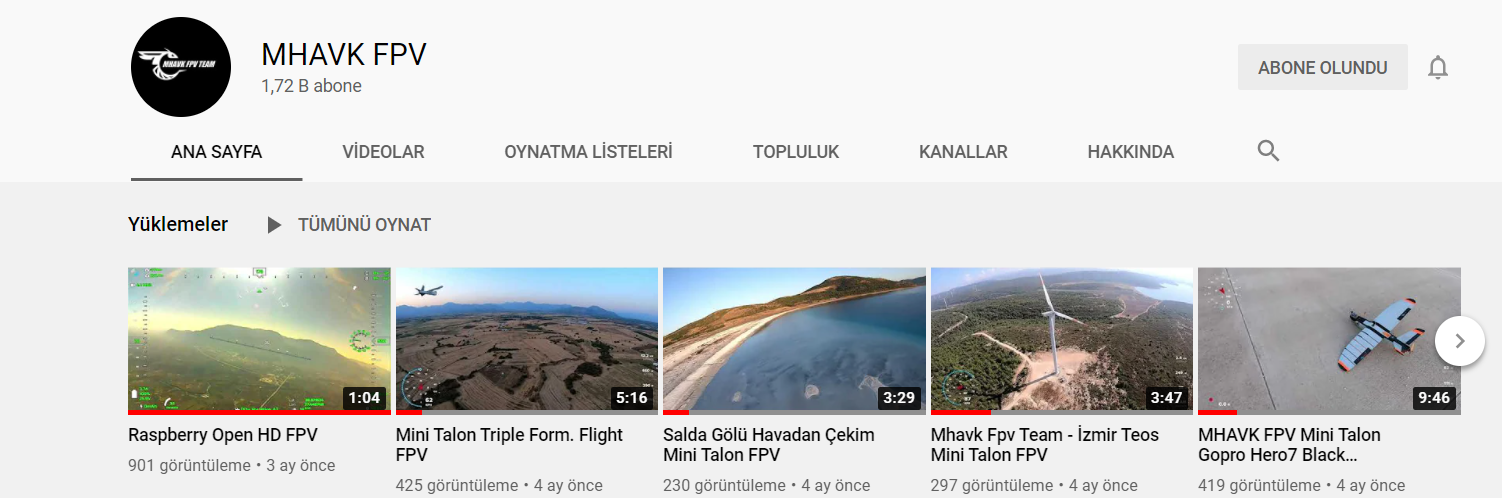 MHAVK FPV TEAM
MHAVK FPV
1,72 B abone
ABONE OLUNDU
ANA SAYFA
VİDEOLAR
OYNATMA LİSTELERİ
TOPLULUK
KANALLAR
HAKKINDA
Yüklemeler
TÜMÜNÜ OYNAT
1:04
5:16
3:29
3:47
9:46
Raspberry Open HD FPV
901 görüntüleme • 3 ay önce
Mini Talon Triple Form. Flight
FPV
425 görüntüleme • 4 ay önce
Salda Gölü Havadan Çekim
Mini Talon FPV
230 görüntüleme • 4 ay önce
Mhavk Fpv Team - İzmir Teos
Mini Talon FPV
297 görüntüleme • 4 ay önce
MHAVK FPV Mini Talon
Gopro Hero7 Black…
419 görüntüleme • 4 ay önce